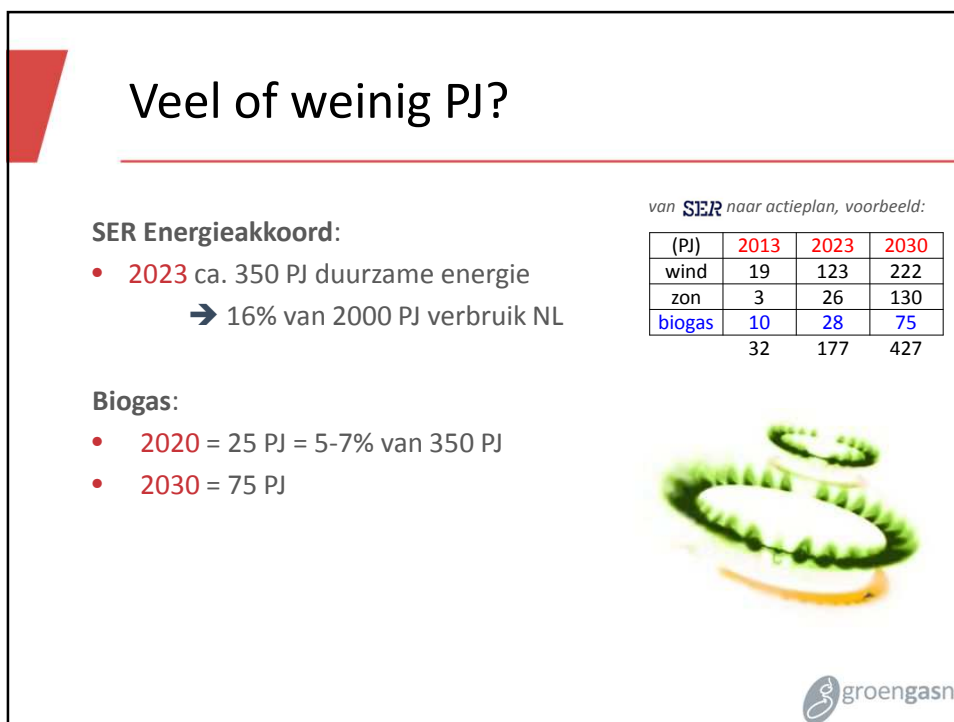 Veel of weinig PJ?
SER Energieakkoord:
• 2023 ca. 350 PJ duurzame energie
➔ 16% van 2000 PJ verbruik NL
Biogas:
• 2020 = 25 PJ = 5-7% van 350 PJ
• 2030 = 75 PJ
van SER naar actieplan, voorbeeld:
(PJ) 2013 2023 2030
wind 19 123 222
zon 3 26 130
biogas 10 28 75
32 177 427
groengasn